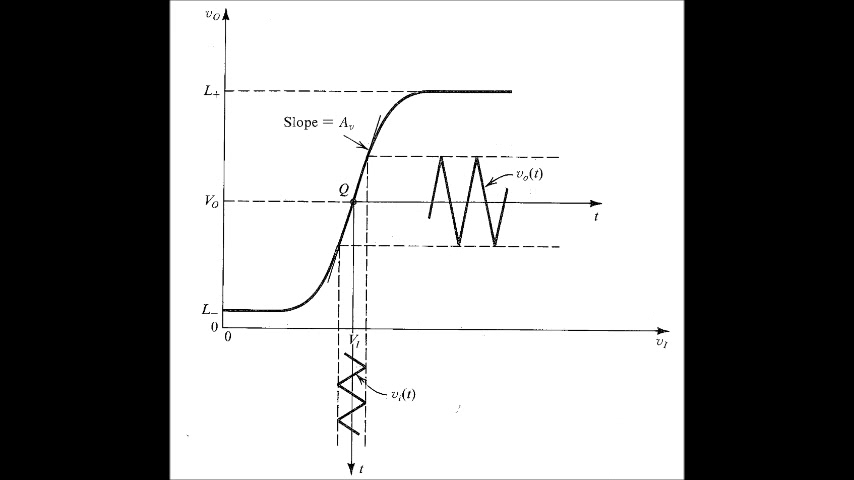 v_O
L_+
Slope = A_v
Q
v_o(t)
V_O
t
L_–
0
0
V_I
v_I
v_i(t)
t